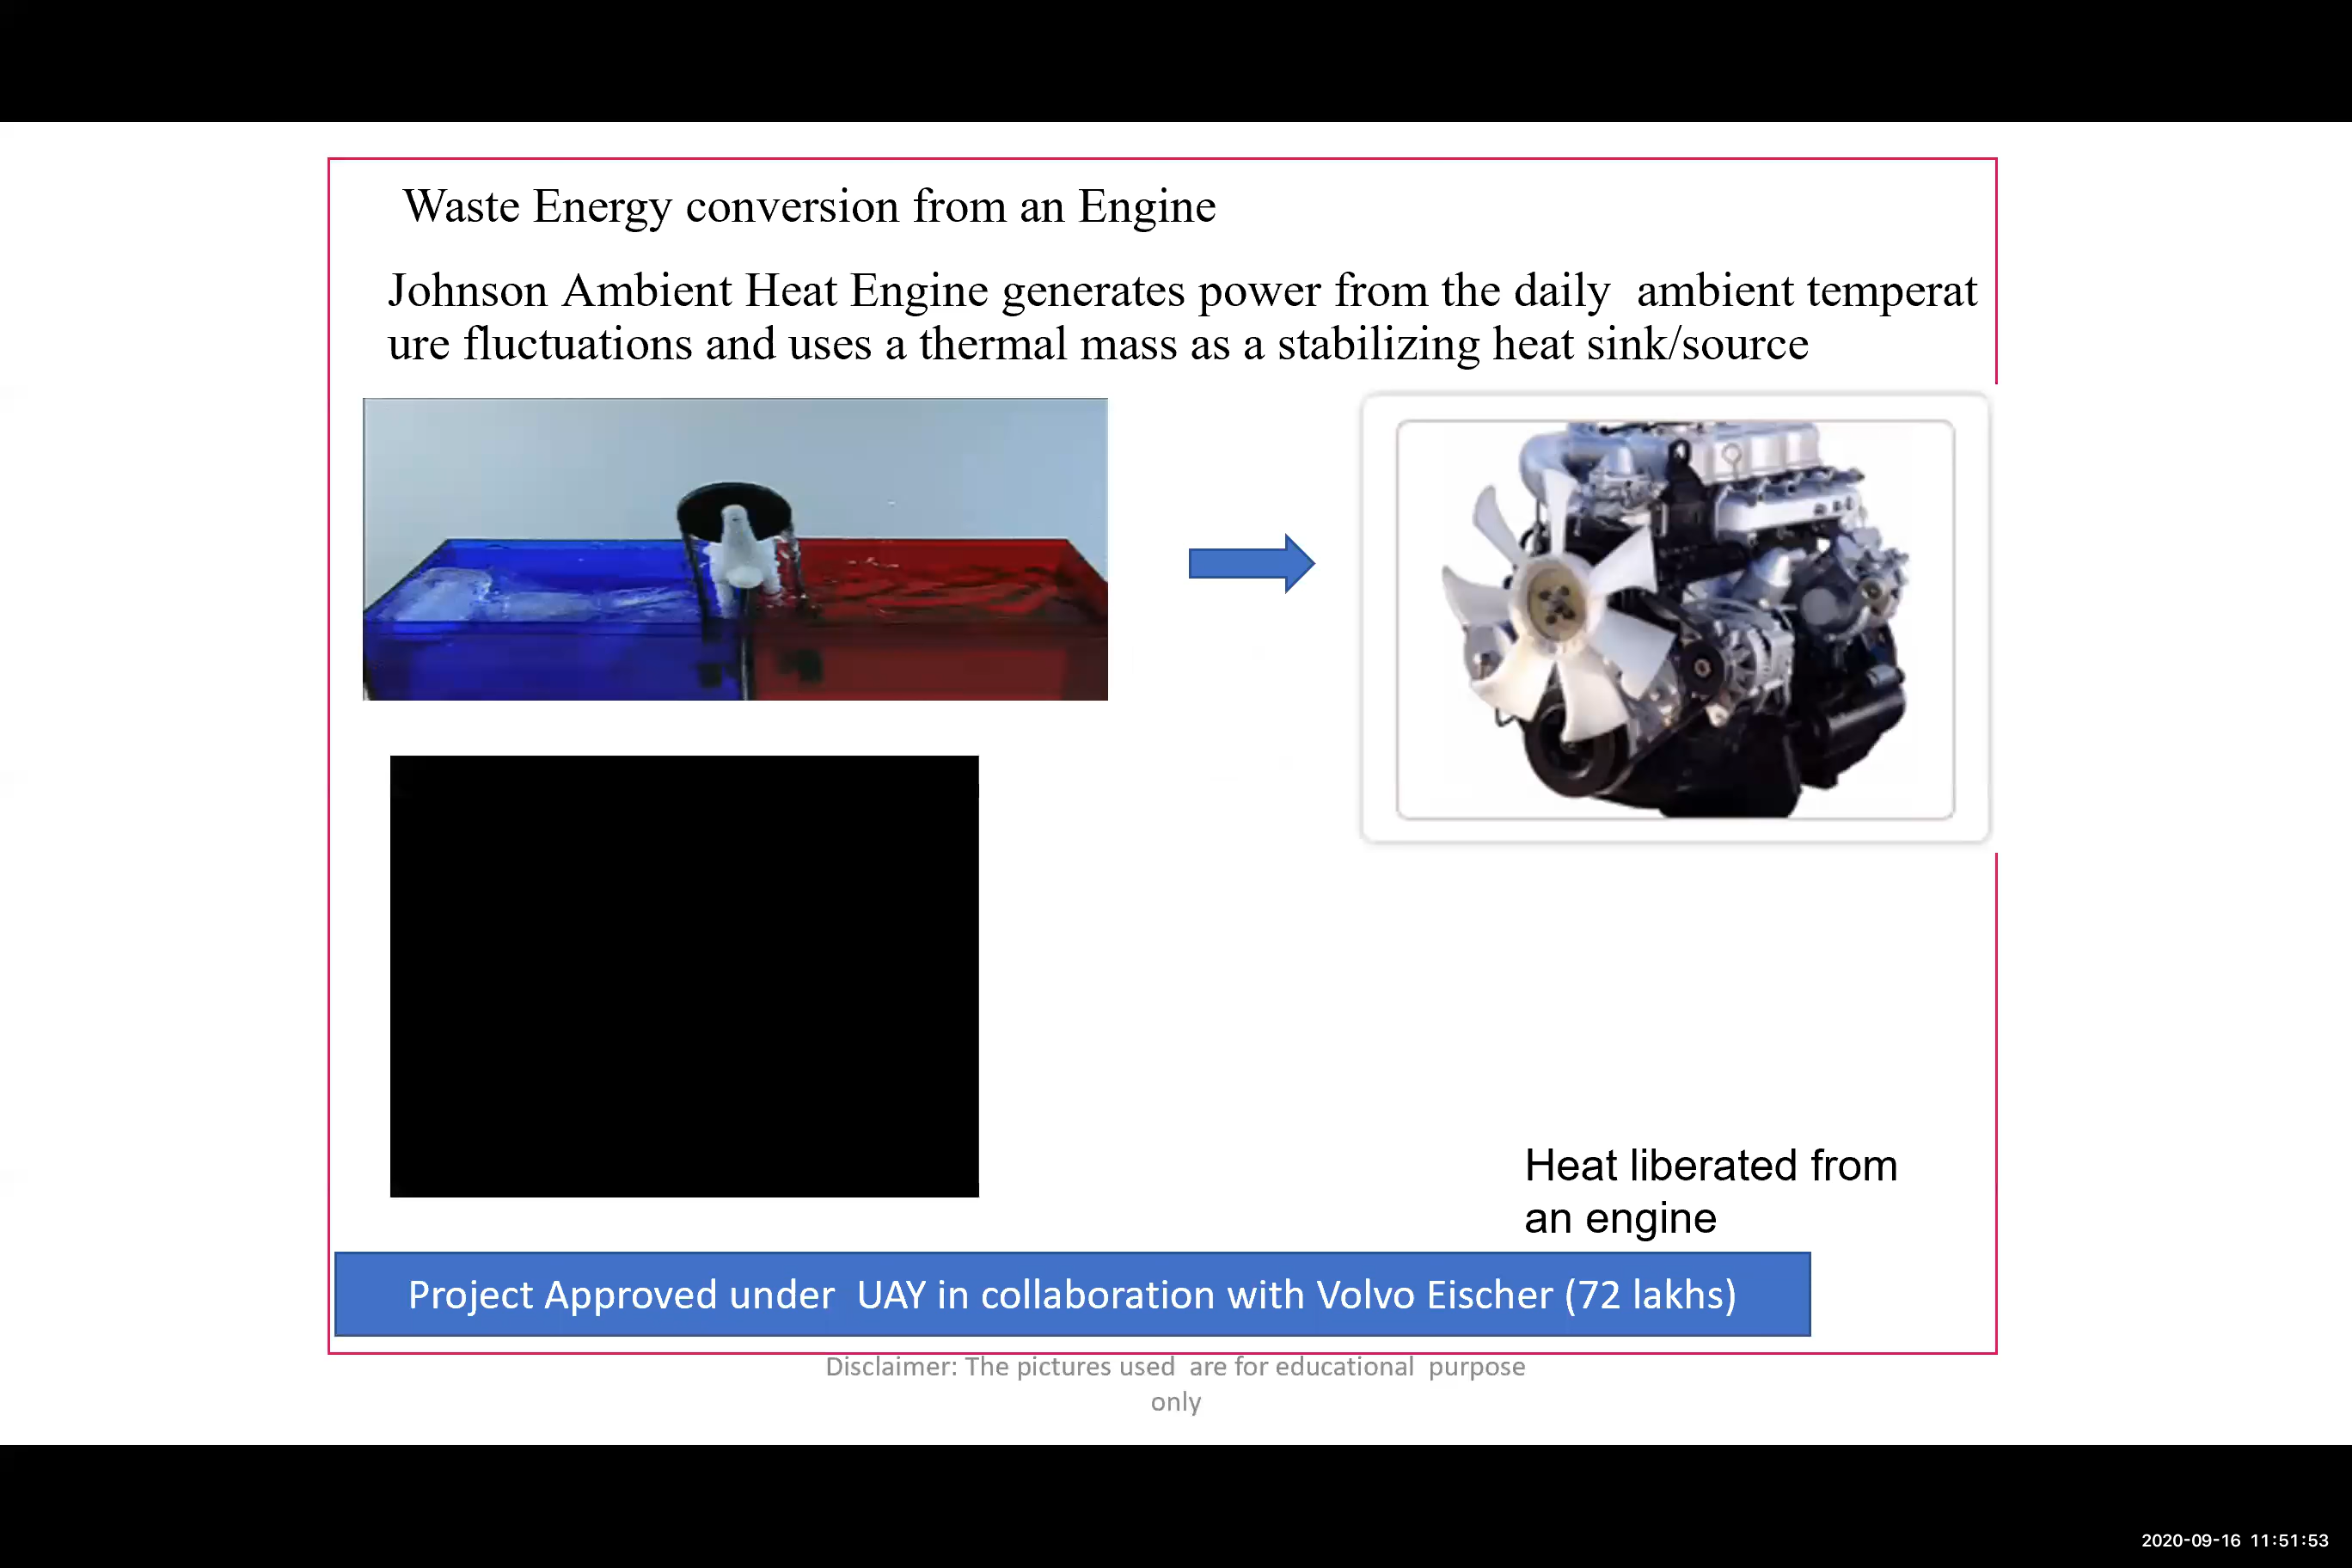 Waste Energy conversion from an Engine
Johnson Ambient Heat Engine generates power from the daily  ambient temperat
ure fluctuations and uses a thermal mass as a stabilizing heat sink/source
Heat liberated from
an engine
Project Approved under  UAY in collaboration with Volvo Eischer (72 lakhs)
Disclaimer: The pictures used  are for educational  purpose
only
2020-09-16 11:51:53